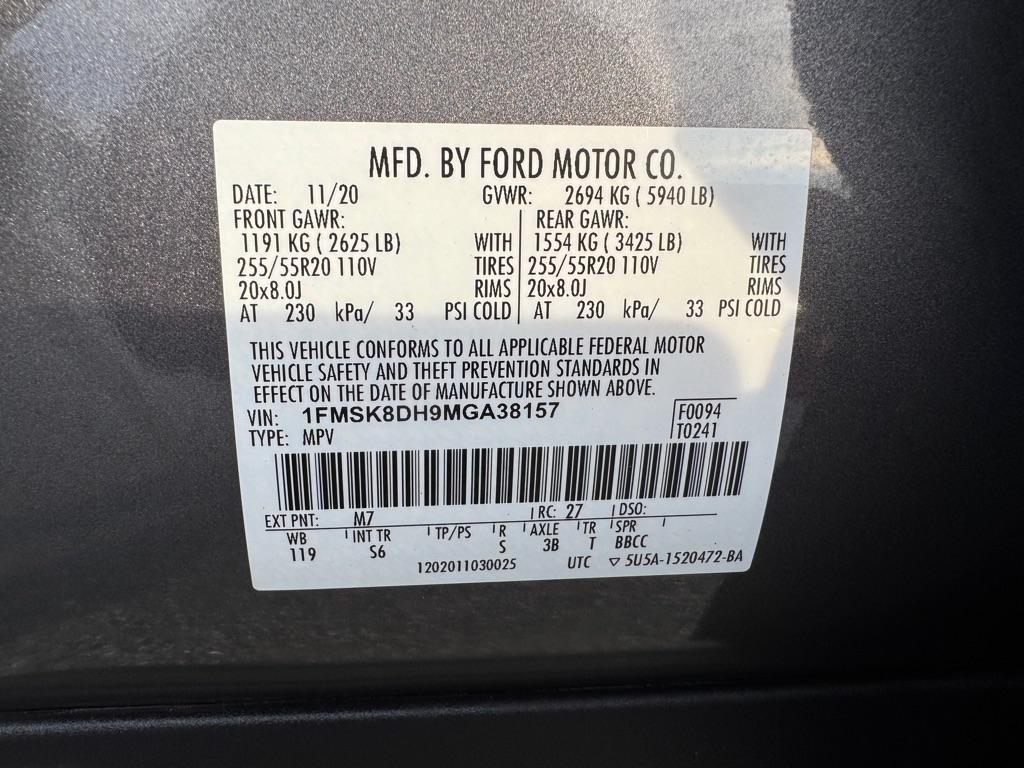 MFD. BY FORD MOTOR CO.
DATE: 11/20 GVWR: 2694 KG ( 5940 LB)
FRONT GAWR: REAR GAWR:
1191 KG ( 2625 LB) WITH 1554 KG ( 3425 LB) WITH
255/55R20 110V TIRES 255/55R20 110V TIRES
20x8.0J RIMS 20x8.0J RIMS
AT 230 kPa/ 33 PSI COLD AT 230 kPa/ 33 PSI COLD
THIS VEHICLE CONFORMS TO ALL APPLICABLE FEDERAL MOTOR
VEHICLE SAFETY AND THEFT PREVENTION STANDARDS IN
EFFECT ON THE DATE OF MANUFACTURE SHOWN ABOVE.
VIN: 1FMSK8DH9MGA38157 F0094
TYPE: MPV T0241
EXT PNT: M7 RC: 27 DSO:
WB INT TR TP/PS R AXLE TR SPR
119 S6 S 3B T BBCC
1202011030025 UTC ▽ 5U5A-1520472-BA